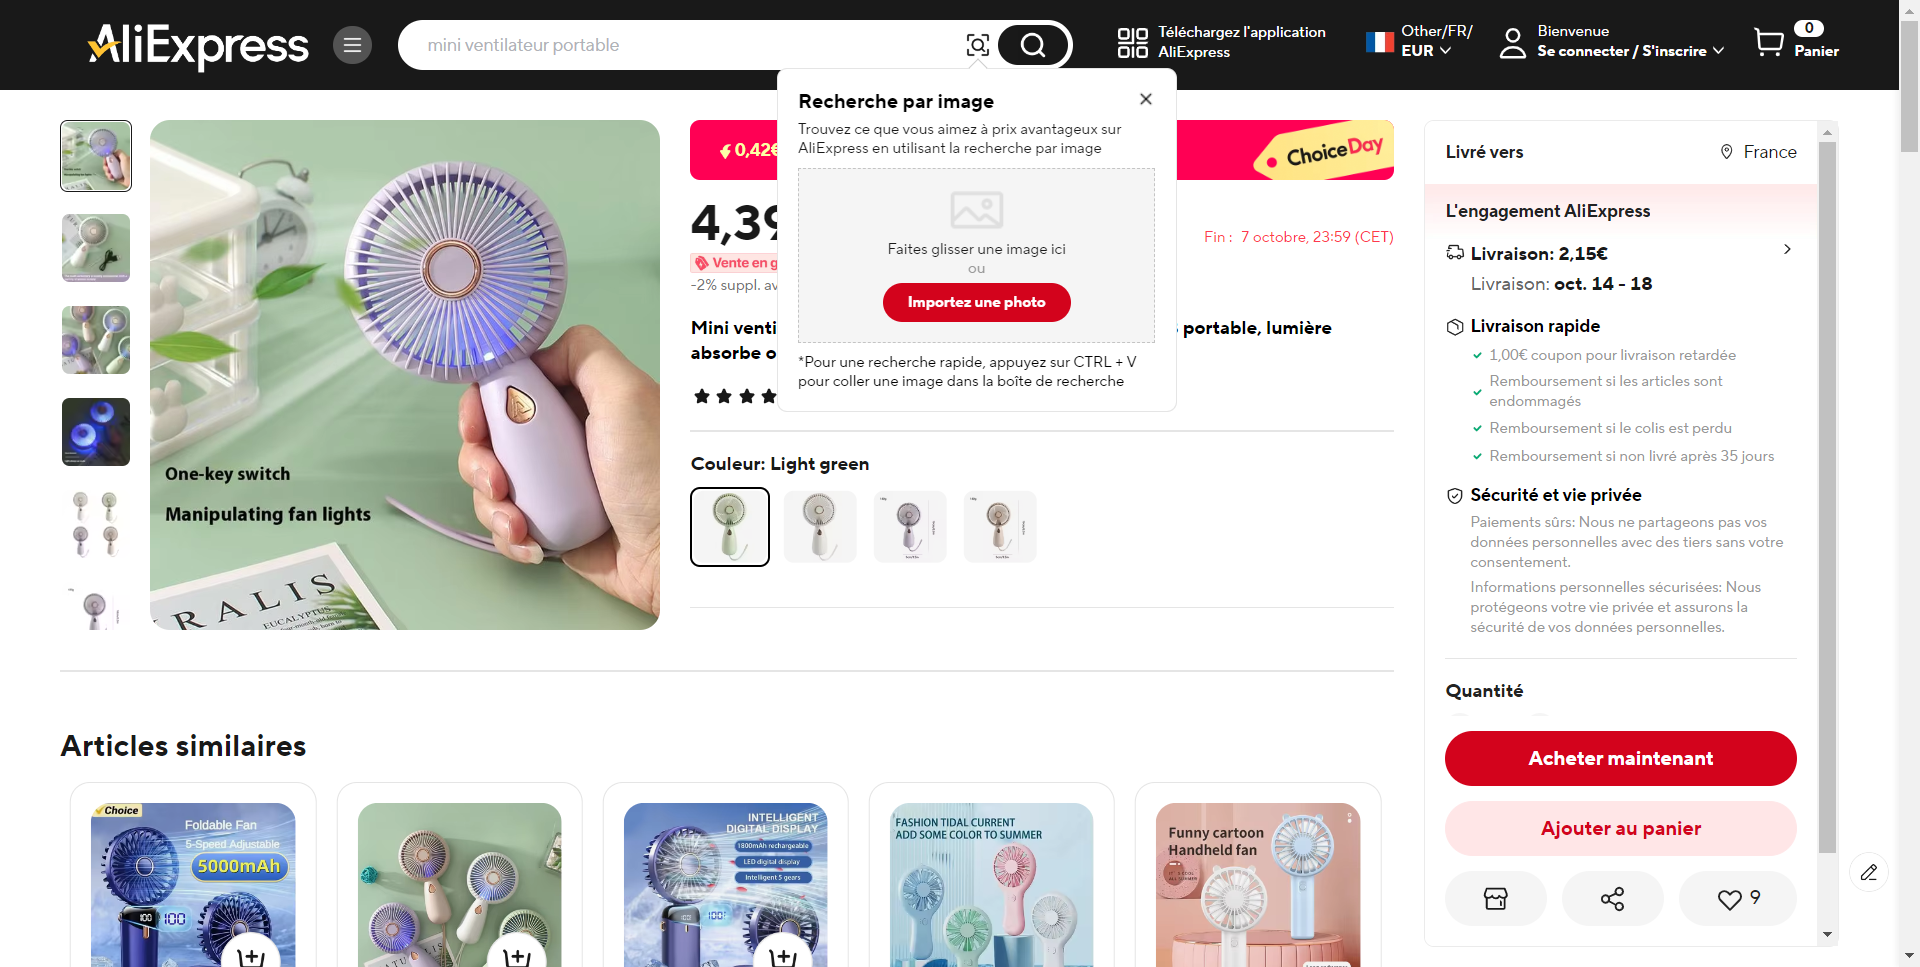 AliExpress
mini ventilateur portable
Téléchargez l'application
AliExpress
Other/FR/
EUR
Bienvenue
Se connecter / S'inscrire
0
Panier
Recherche par image
Trouvez ce que vous aimez à prix avantageux sur
AliExpress en utilisant la recherche par image
Faites glisser une image ici
ou
Importez une photo
*Pour une recherche rapide, appuyez sur CTRL + V
pour coller une image dans la boîte de recherche
One-key switch
Manipulating fan lights
RALIS
EUCALYPTUS
0,42€
ChoiceDay
4,39
Fin : 7 octobre, 23:59 (CET)
Vente en g
-2% suppl. av
Mini venti
portable, lumière
absorbe o
Couleur: Light green
Livré vers
France
L'engagement AliExpress
Livraison: 2,15€
Livraison: oct. 14 - 18
Livraison rapide
1,00€ coupon pour livraison retardée
Remboursement si les articles sont
endommagés
Remboursement si le colis est perdu
Remboursement si non livré après 35 jours
Sécurité et vie privée
Paiements sûrs: Nous ne partageons pas vos
données personnelles avec des tiers sans votre
consentement.
Informations personnelles sécurisées: Nous
protégeons votre vie privée et assurons la
sécurité de vos données personnelles.
Quantité
Acheter maintenant
Ajouter au panier
9
Articles similaires
Choice
Foldable Fan
5-Speed Adjustable
5000mAh
100
100
INTELLIGENT
DIGITAL DISPLAY
1800mAh rechargeable
LED digital display
Intelligent 5 gears
100
100
FASHION TIDAL CURRENT
ADD SOME COLOR TO SUMMER
Funny cartoon
Handheld fan